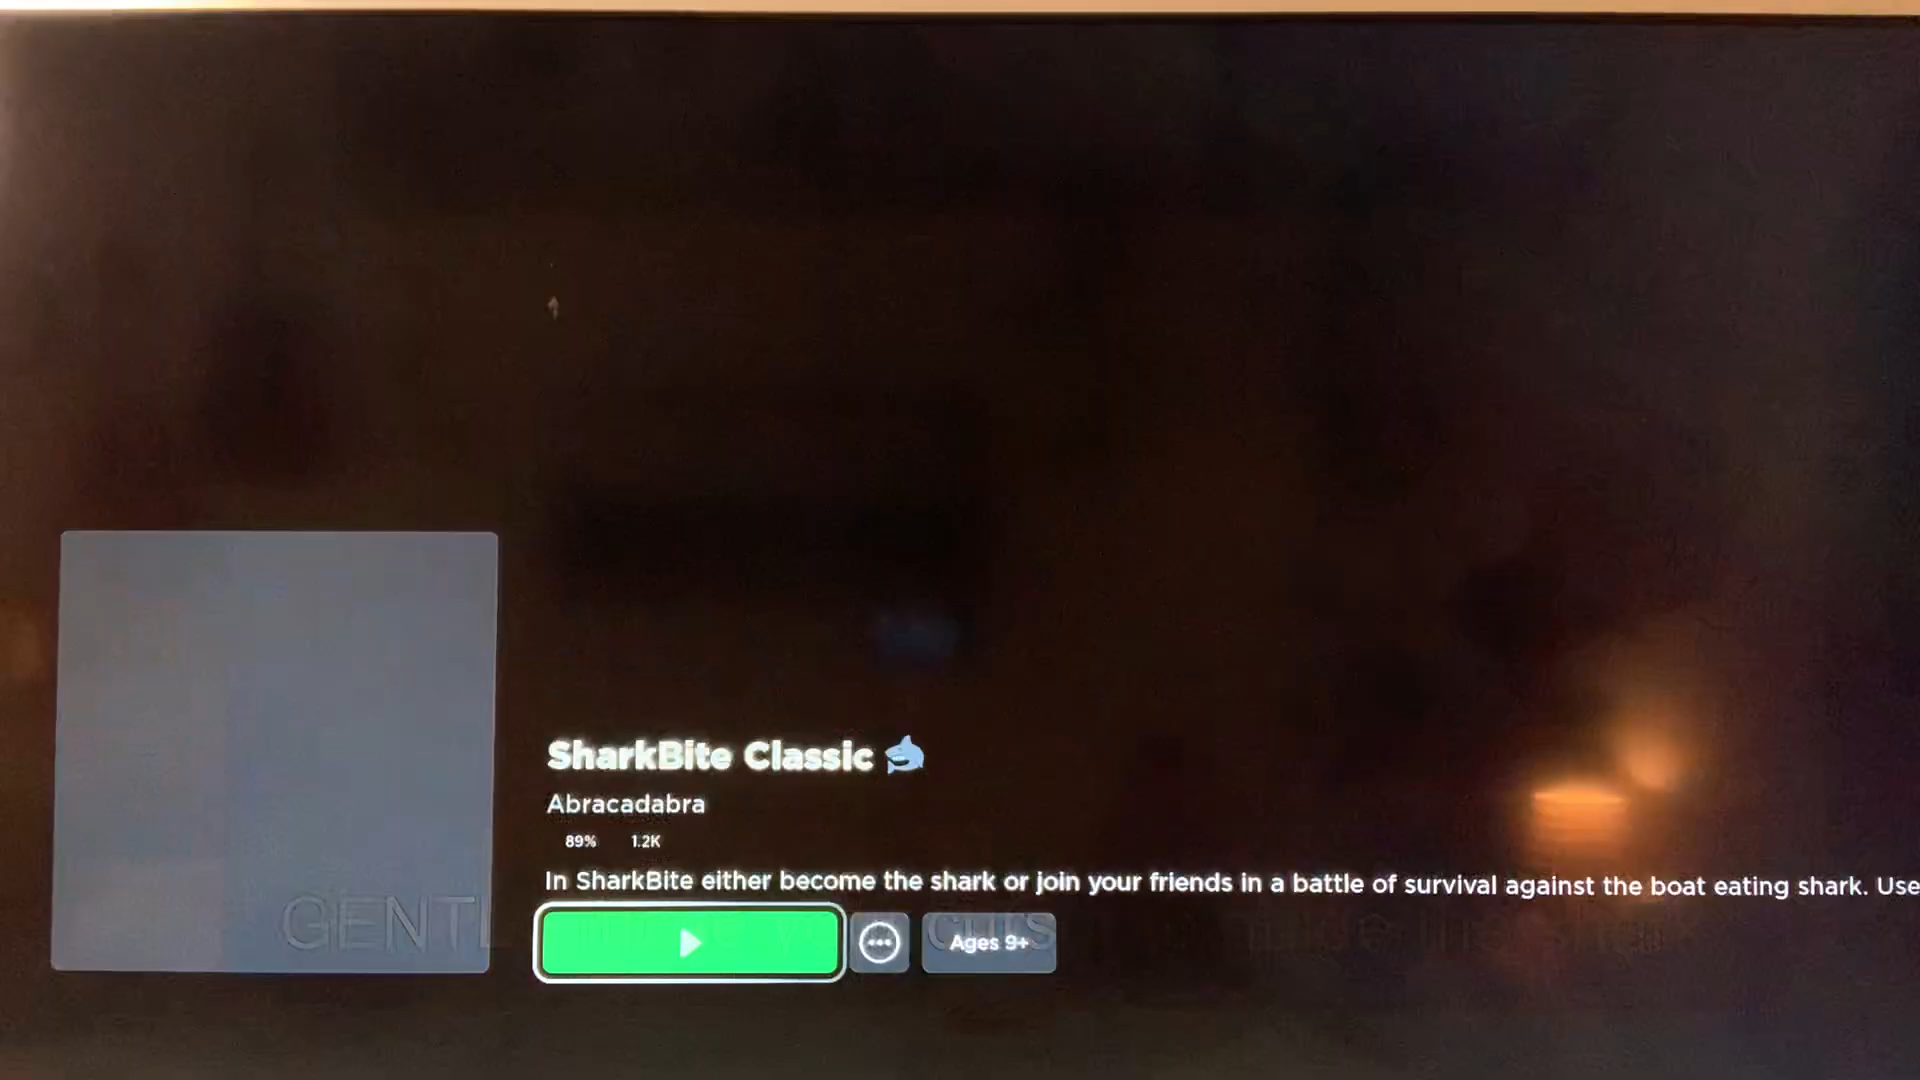 SharkBite Classic
Abracadabra
89% 1.2K
In SharkBite either become the shark or join your friends in a battle of survival against the boat eating shark. Use
Ages 9+